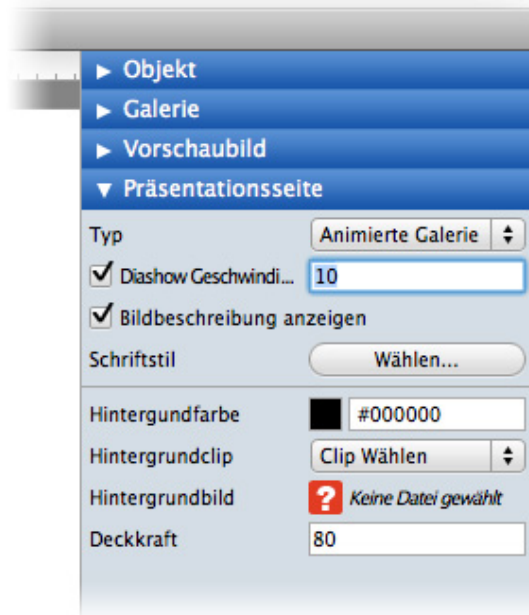 Objekt
Galerie
Vorschaubild
Präsentationsseite
Typ Animierte Galerie
Diashow Geschwindi... 10
Bildbeschreibung anzeigen
Schriftstil Wählen...
Hintergundfarbe #000000
Hintergrundclip Clip Wählen
Hintergrundbild ? Keine Datei gewählt
Deckkraft 80